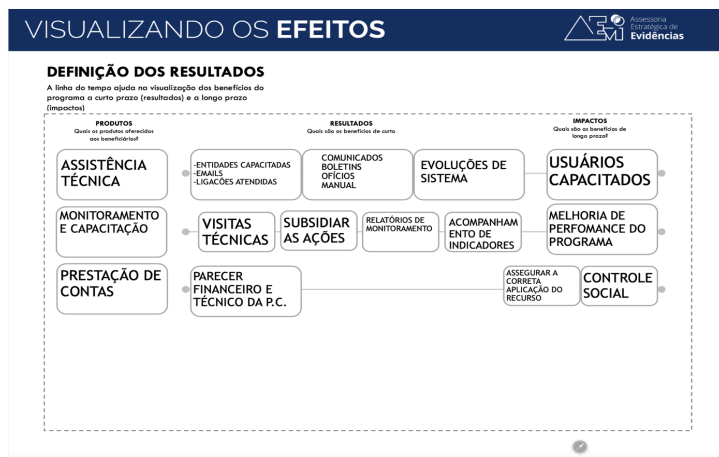 VISUALIZANDO OS EFEITOS
Assessoria
Estratégica de
Evidências
DEFINIÇÃO DOS RESULTADOS
A linha do tempo ajuda na visualização dos benefícios do
programa a curto prazo (resultados) e a longo prazo
(impactos)
PRODUTOS
Quais os produtos oferecidos
aos beneficiários?
RESULTADOS
Quais são os benefícios de curto
IMPACTOS
Quais são os benefícios de
longo prazo?
ASSISTÊNCIA
TÉCNICA
-ENTIDADES CAPACITADAS
-EMAILS
-LIGACÕES ATENDIDAS
COMUNICADOS
BOLETINS
OFÍCIOS
MANUAL
EVOLUÇÕES DE
SISTEMA
USUÁRIOS
CAPACITADOS
MONITORAMENTO
E CAPACITAÇÃO
VISITAS
TÉCNICAS
SUBSIDIAR
AS AÇÕES
RELATÓRIOS DE
MONITORAMENTO
ACOMPANHAM
ENTO DE
INDICADORES
MELHORIA DE
PERFOMANCE DO
PROGRAMA
PRESTAÇÃO DE
CONTAS
PARECER
FINANCEIRO E
TÉCNICO DA P.C.
ASSEGURAR A
CORRETA
APLICAÇÃO DO
RECURSO
CONTROLE
SOCIAL